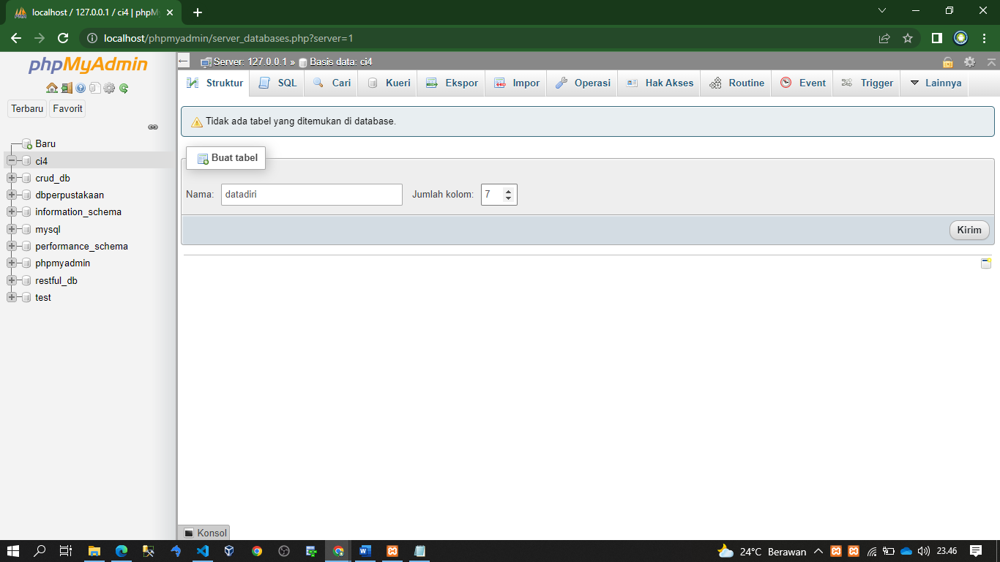 localhost / 127.0.0.1 / ci4 | phpM
localhost/phpmyadmin/server_databases.php?server=1
phpMyAdmin
Terbaru Favorit
Baru
ci4
crud_db
dbperpustakaan
information_schema
mysql
performance_schema
phpmyadmin
restful_db
test
Server: 127.0.0.1 » Basis data: ci4
Struktur SQL Cari Kueri Ekspor Impor Operasi Hak Akses Routine Event Trigger Lainnya
Tidak ada tabel yang ditemukan di database.
Buat tabel
Nama: datadiri Jumlah kolom: 7
Kirim
Konsol
24°C Berawan 23.46